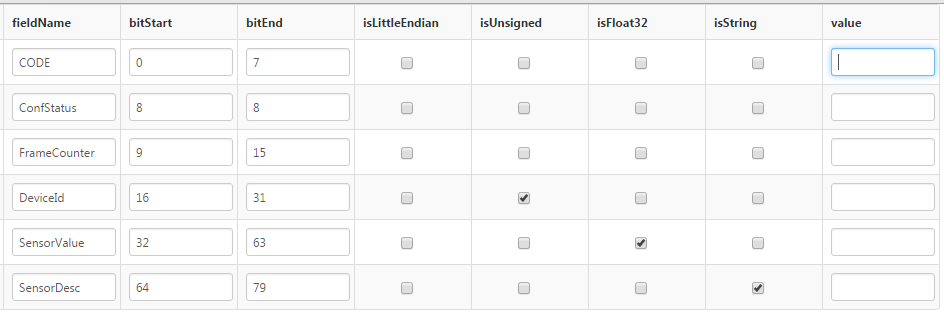 fieldName bitStart bitEnd isLittleEndian isUnsigned isFloat32 isString value
CODE 0 7
ConfStatus 8 8
FrameCounter 9 15
DeviceId 16 31
SensorValue 32 63
SensorDesc 64 79